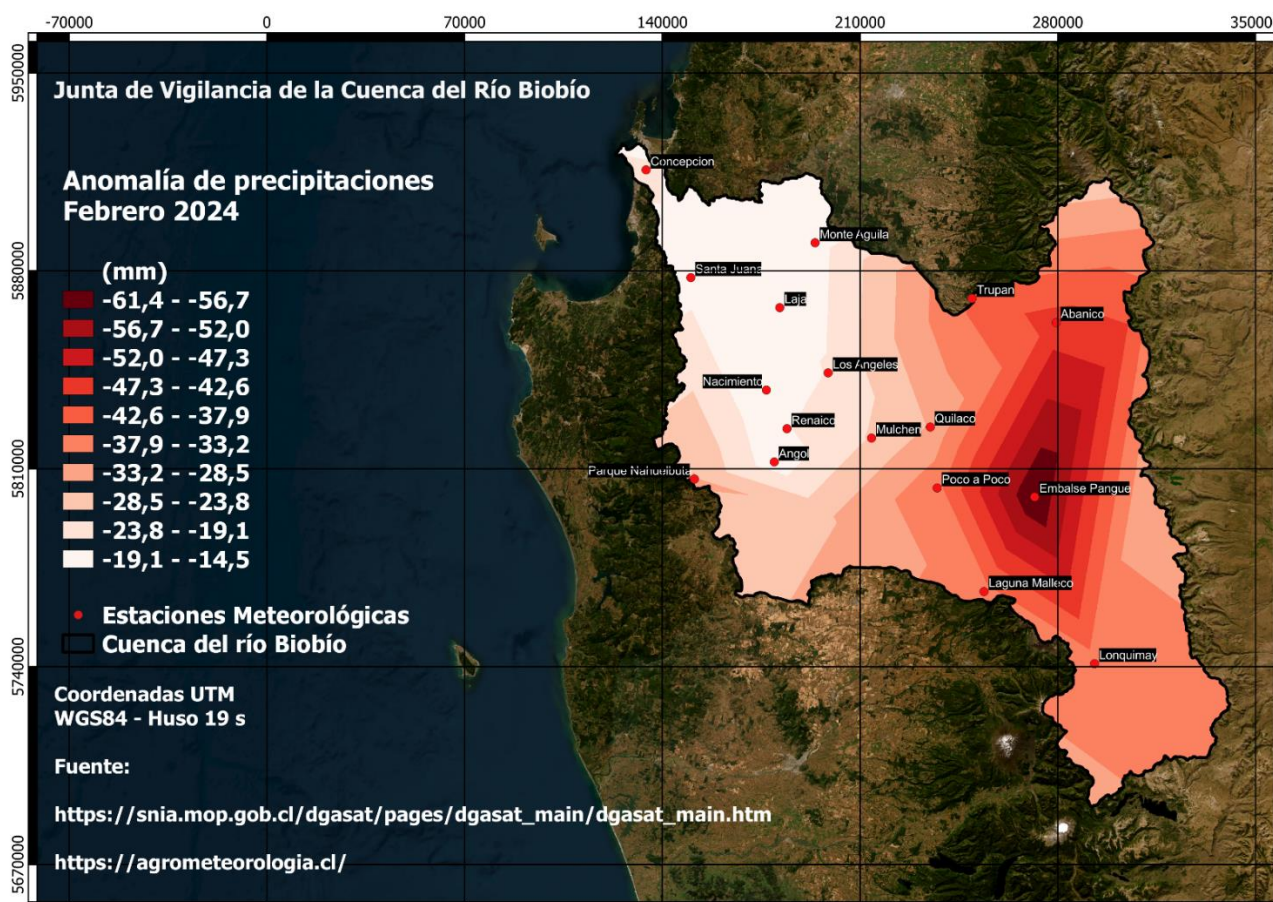 -70000 0 70000 140000 210000 280000 35000
5950000
5880000
5810000
5740000
5670000
Junta de Vigilancia de la Cuenca del Río Biobío
Anomalía de precipitaciones
Febrero 2024
(mm)
-61,4 - -56,7
-56,7 - -52,0
-52,0 - -47,3
-47,3 - -42,6
-42,6 - -37,9
-37,9 - -33,2
-33,2 - -28,5
-28,5 - -23,8
-23,8 - -19,1
-19,1 - -14,5
Estaciones Meteorológicas
Cuenca del río Biobío
Coordenadas UTM
WGS84 - Huso 19 s
Fuente:
https://snia.mop.gob.cl/dgasat/pages/dgasat_main/dgasat_main.htm
https://agrometeorologia.cl/
Concepcion
Monte Aguila
Santa Juana
Laja
Trupan
Abanico
Los Angeles
Nacimiento
Renaico
Mulchen
Quilaco
Angol
Parque Nahuelbuta
Poco a Poco
Embalse Pangue
Laguna Malleco
Lonquimay